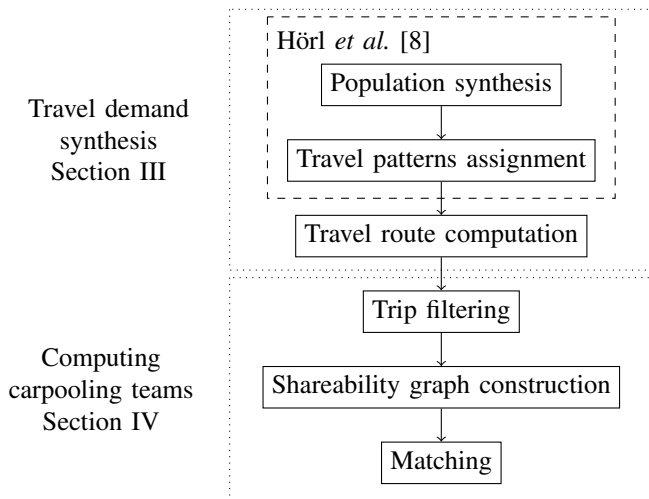 Hörl et al. [8]
Population synthesis
Travel demand
synthesis
Section III
Travel patterns assignment
Travel route computation
Trip filtering
Computing
carpooling teams
Section IV
Shareability graph construction
Matching